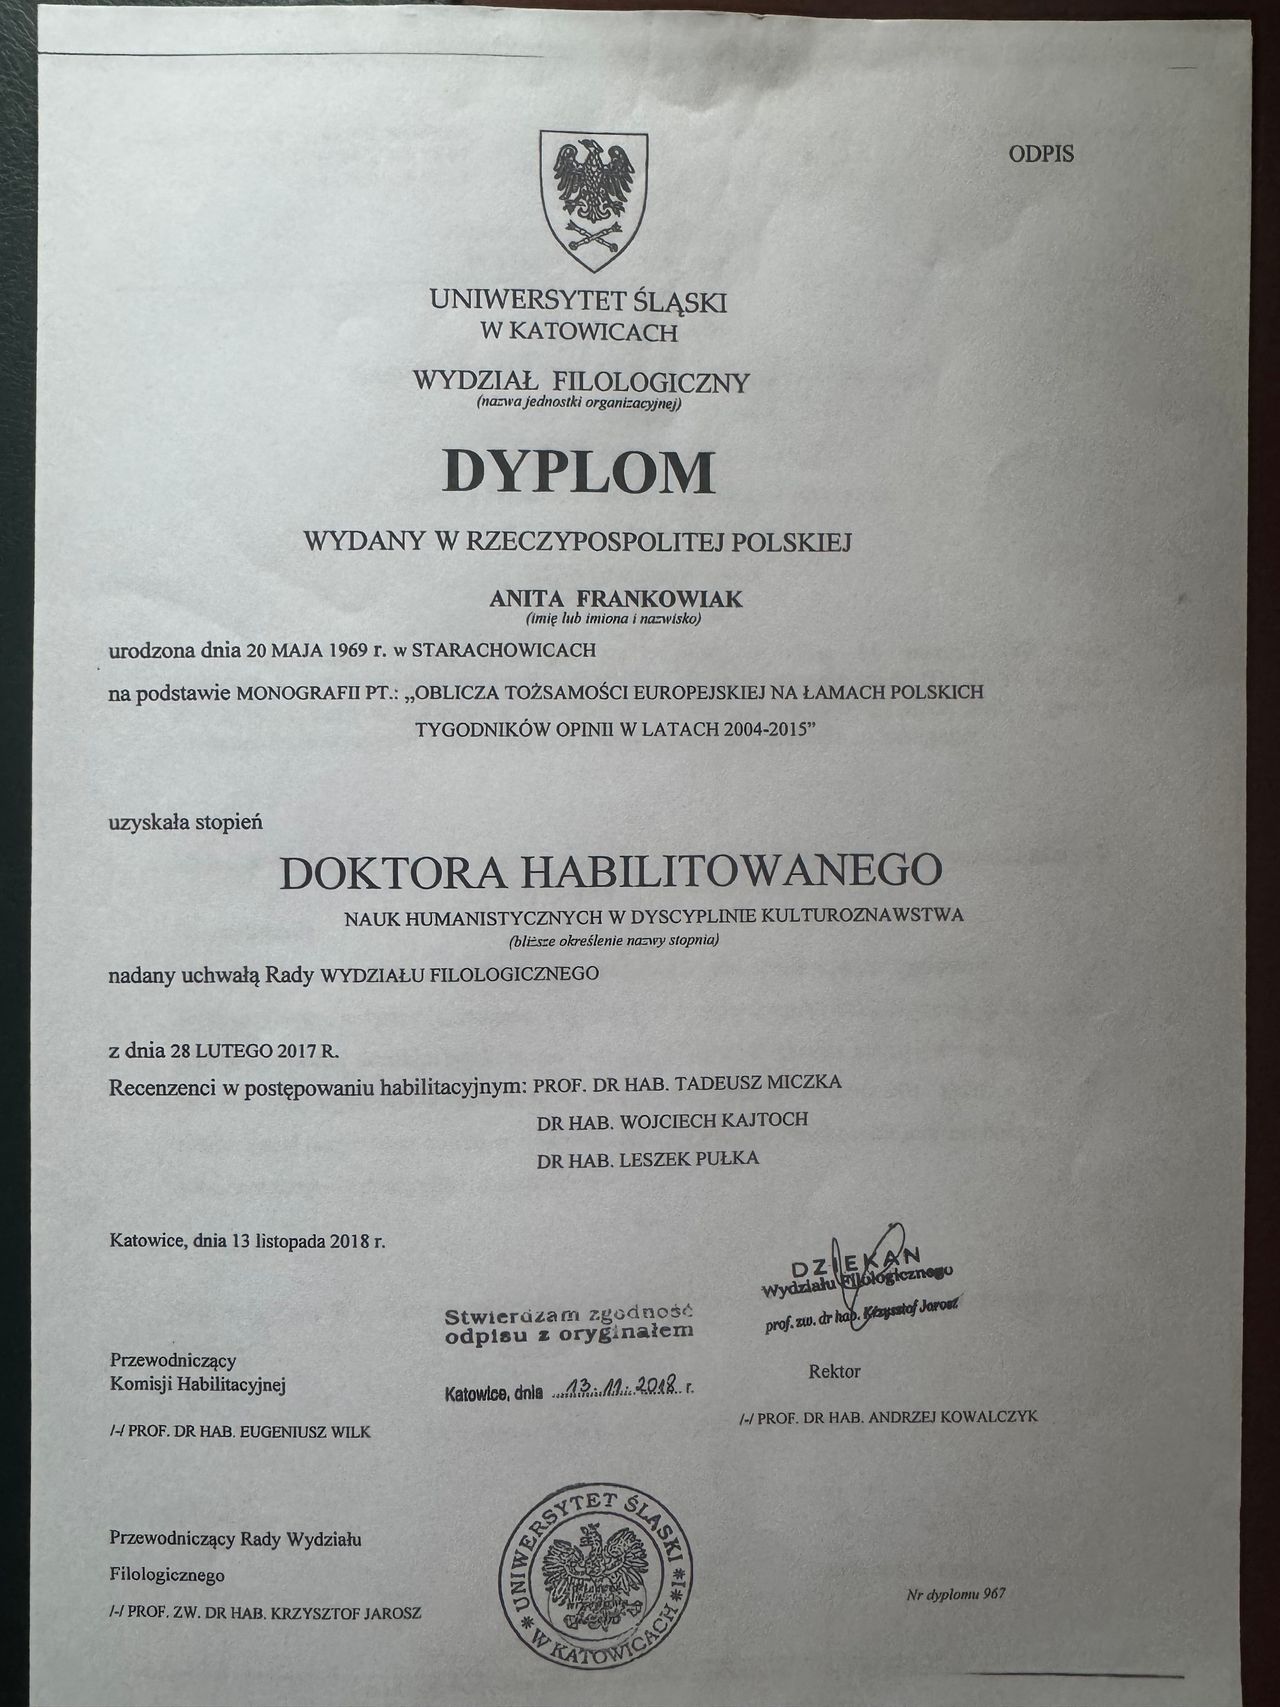 ODPIS
UNIWERSYTET ŚLĄSKI
W KATOWICACH
WYDZIAŁ FILOLOGICZNY
(nazwa jednostki organizacyjnej)
DYPLOM
WYDANY W RZECZYPOSPOLITEJ POLSKIEJ
ANITA FRANKOWIAK
(imię lub imiona i nazwisko)
urodzona dnia 20 MAJA 1969 r. w STARACHOWICACH
na podstawie MONOGRAFII PT.: „OBLICZA TOŻSAMOŚCI EUROPEJSKIEJ NA ŁAMACH POLSKICH
TYGODNIKÓW OPINII W LATACH 2004-2015”
uzyskała stopień
DOKTORA HABILITOWANEGO
NAUK HUMANISTYCZNYCH W DYSCYPLINIE KULTUROZNAWSTWA
(bliższe określenie nazwy stopnia)
nadany uchwałą Rady WYDZIAŁU FILOLOGICZNEGO
z dnia 28 LUTEGO 2017 R.
Recenzenci w postępowaniu habilitacyjnym: PROF. DR HAB. TADEUSZ MICZKA
DR HAB. WOJCIECH KAJTOCH
DR HAB. LESZEK PUŁKA
Katowice, dnia 13 listopada 2018 r.
DZIEKAN
Wydziału Filologicznego
prof. zw. dr hab. Krzysztof Jarosz
Stwierdzam zgodność
odpisu z oryginałem
Katowice, dnia 13.11.2018 r.
Przewodniczący
Komisji Habilitacyjnej
/-/ PROF. DR HAB. EUGENIUSZ WILK
Rektor
/-/ PROF. DR HAB. ANDRZEJ KOWALCZYK
Przewodniczący Rady Wydziału
Filologicznego
/-/ PROF. ZW. DR HAB. KRZYSZTOF JAROSZ
UNIWERSYTET ŚLĄSKI * W KATOWICACH *
Nr dyplomu 967